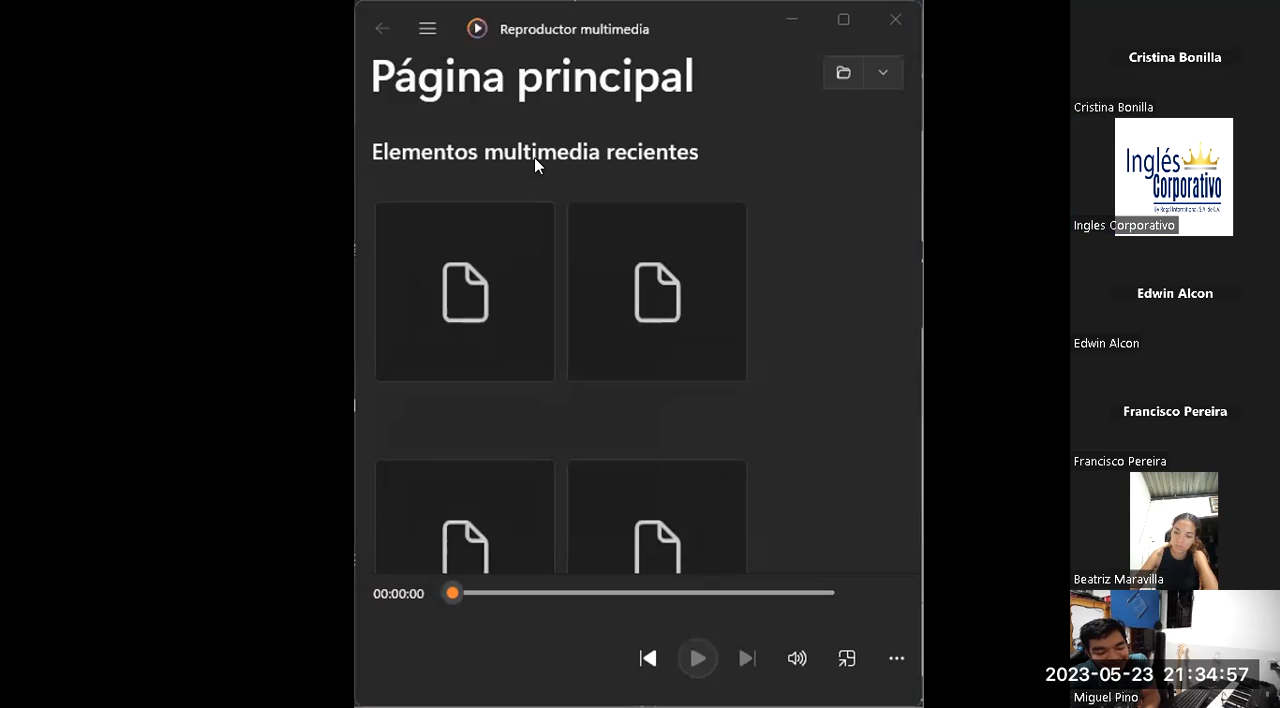 Reproductor multimedia
Página principal
Elementos multimedia recientes
00:00:00
Cristina Bonilla
Cristina Bonilla
Inglés
Corporativo
Ingles Corporativo
Edwin Alcon
Edwin Alcon
Francisco Pereira
Francisco Pereira
Beatriz Maravilla
2023-05-23 21:34:57
Miguel Pino